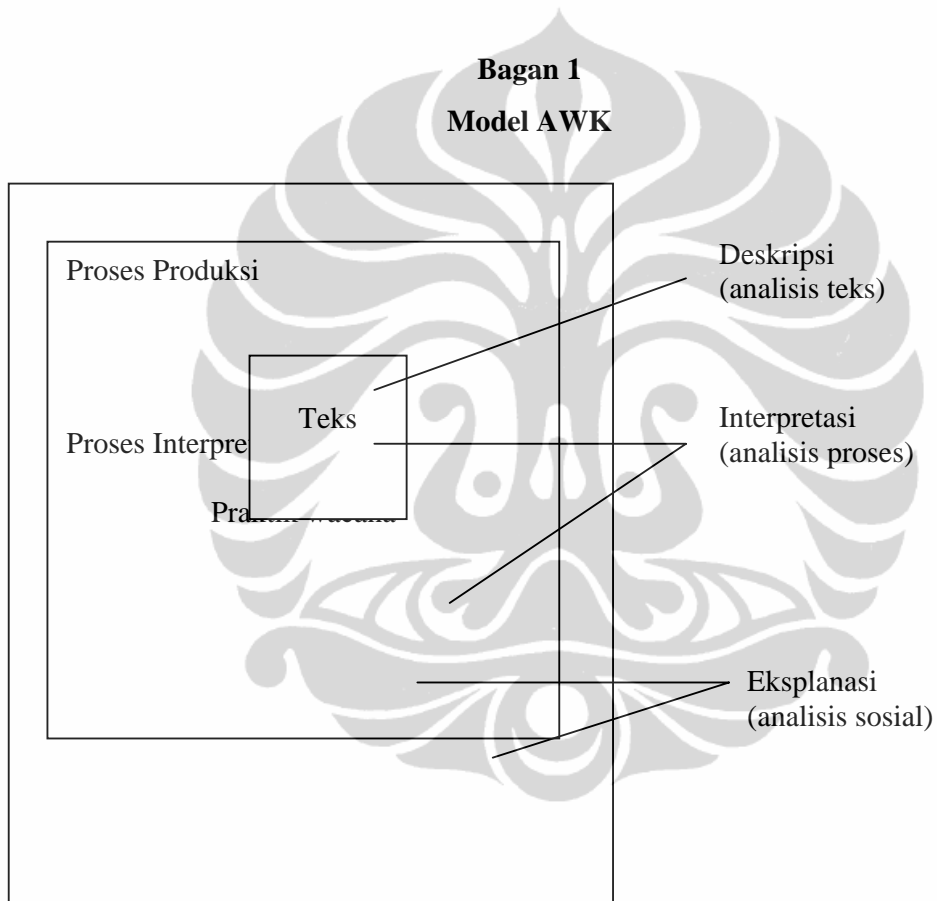 Bagan 1
Model AWK
Proses Produksi
Deskripsi
(analisis teks)
Teks
Proses Interpre
Interpretasi
(analisis proses)
Eksplanasi
(analisis sosial)